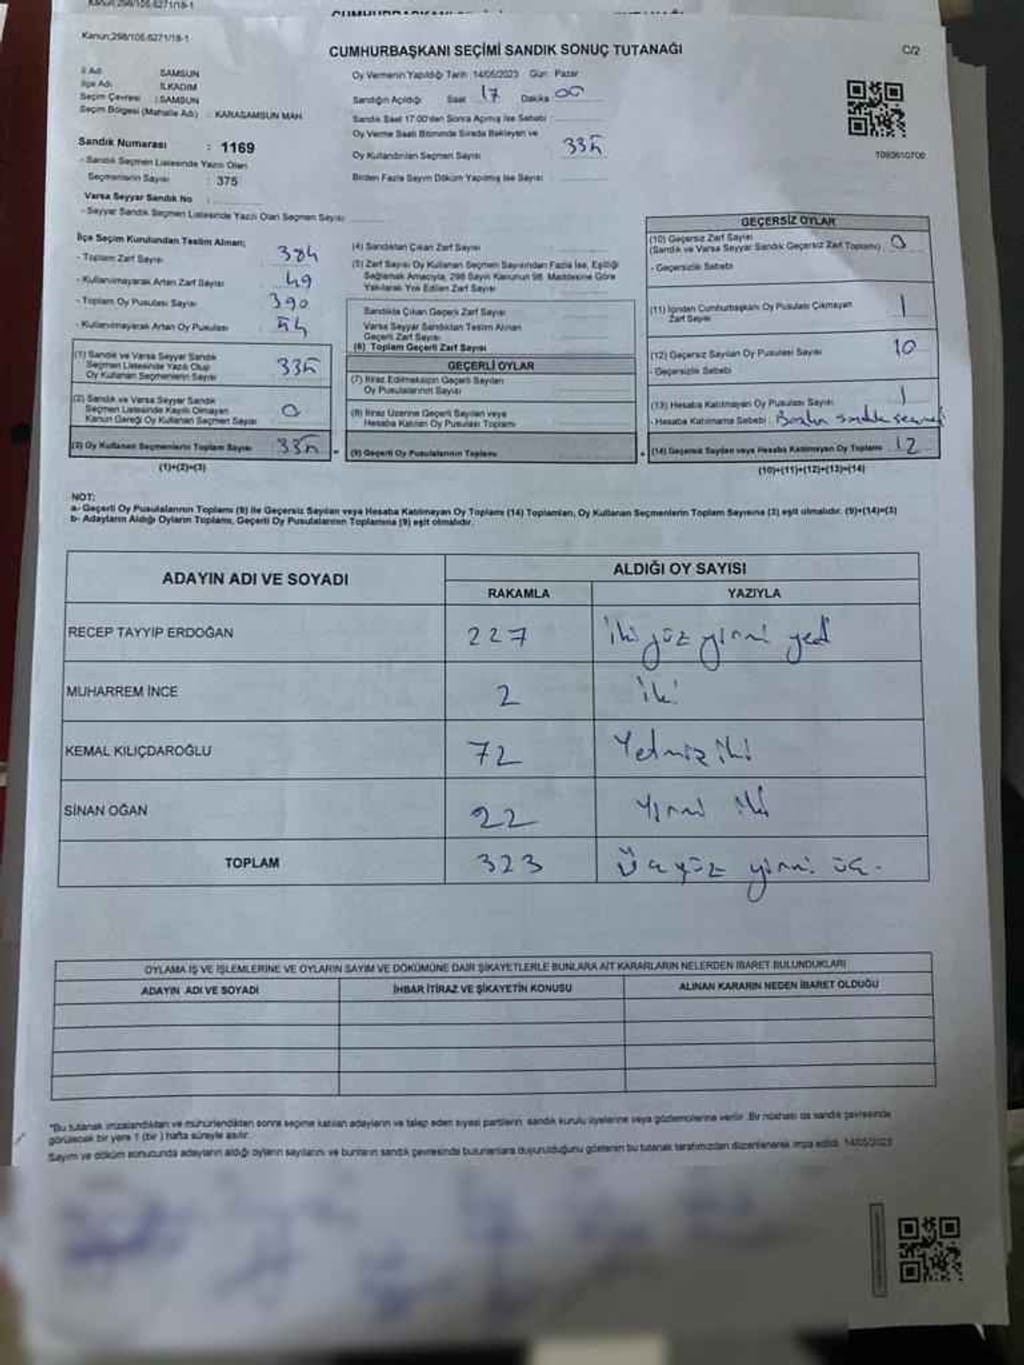 Kanun;298/105.6271/18-1
CUMHURBAŞKANI SEÇİMİ SANDIK SONUÇ TUTANAĞI
C/2
İl Adı SAMSUN
İlçe Adı İLKADIM
Seçim Çevresi : SAMSUN
Seçim Bölgesi (Mahalle Adı) : KARASAMSUN MAH.
Oy Vermenin Yapıldığı Tarih 14/05/2023 Gün: Pazar
Sandığın Açıldığı Saat 17 Dakika 00
Sandık Saat 17.00'den Sonra Açılmış İse Sebebi
Oy Verme Saati Bitiminde Sırada Bekleyen ve
Oy Kullandırılan Seçmen Sayısı 335
Birden Fazla Sayım Döküm Yapılmış İse Sayısı
Sandık Numarası : 1169
- Sandık Seçmen Listesinde Yazılı Olan
Seçmenlerin Sayısı : 375
Varsa Seyyar Sandık No
- Seyyar Sandık Seçmen Listesinde Yazılı Olan Seçmen Sayısı
İlçe Seçim Kurulundan Teslim Alınan;
- Toplam Zarf Sayısı 384
- Kullanılmayarak Artan Zarf Sayısı 49
- Toplam Oy Pusulası Sayısı 390
- Kullanılmayarak Artan Oy Pusulası 54
(1) Sandık ve Varsa Seyyar Sandık
Seçmen Listesinde Yazılı Olup
Oy Kullanan Seçmenlerin Sayısı 335
(2) Sandık ve Varsa Seyyar Sandık
Seçmen Listesinde Kayıtlı Olmayan
Kanun Gereği Oy Kullanan Seçmen Sayısı 0
(3) Oy Kullanan Seçmenlerin Toplam Sayısı 335
(1)+(2)=(3)
(4) Sandıktan Çıkan Zarf Sayısı
(5) Zarf Sayısı Oy Kullanan Seçmen Sayısından Fazla İse, Eşitliği
Sağlamak Amacıyla, 298 Sayılı Kanunun 98. Maddesine Göre
Yakılarak Yok Edilen Zarf Sayısı
Sandıkta Çıkan Geçerli Zarf Sayısı
Varsa Seyyar Sandıktan Teslim Alınan
Geçerli Zarf Sayısı
(6) Toplam Geçerli Zarf Sayısı
GEÇERLİ OYLAR
(7) İtiraz Edilmeksizin Geçerli Sayılan
Oy Pusulalarının Sayısı
(8) İtiraz Üzerine Geçerli Sayılan veya
Hesaba Katılan Oy Pusulası Toplamı
(9) Geçerli Oy Pusulalarının Toplamı
GEÇERSİZ OYLAR
(10) Geçersiz Zarf Sayısı
(Sandık ve Varsa Seyyar Sandık Geçersiz Zarf Toplamı) 0
- Geçersizlik Sebebi
(11) İçinden Cumhurbaşkanı Oy Pusulası Çıkmayan
Zarf Sayısı 1
(12) Geçersiz Sayılan Oy Pusulası Sayısı 10
- Geçersizlik Sebebi
(13) Hesaba Katılmayan Oy Pusulası Sayısı 1
- Hesaba Katılmama Sebebi : Başka sandık seçmeni
(14) Geçersiz Sayılan veya Hesaba Katılmayan Oy Toplamı 12
(10)+(11)+(12)+(13)=(14)
NOT:
a- Geçerli Oy Pusulalarının Toplamı (9) ile Geçersiz Sayılan veya Hesaba Katılmayan Oy Toplamı (14) Toplamları, Oy Kullanan Seçmenlerin Toplam Sayısına (3) eşit olmalıdır. (9)+(14)=(3)
b- Adayların Aldığı Oyların Toplamı, Geçerli Oy Pusulalarının Toplamına (9) eşit olmalıdır.
ADAYIN ADI VE SOYADI
ALDIĞI OY SAYISI
RAKAMLA YAZIYLA
RECEP TAYYİP ERDOĞAN 227 iki yüz yirmi yedi
MUHARREM İNCE 2 iki
KEMAL KILIÇDAROĞLU 72 Yetmiş iki
SİNAN OĞAN 22 Yirmi iki
TOPLAM 323 Üç yüz yirmi üç.
OYLAMA İŞ VE İŞLEMLERİNE VE OYLARIN SAYIM VE DÖKÜMÜNE DAİR ŞİKAYETLERLE BUNLARA AİT KARARLARIN NELERDEN İBARET BULUNDUKLARI
ADAYIN ADI VE SOYADI İHBAR İTİRAZ VE ŞİKAYETİN KONUSU ALINAN KARARIN NEDEN İBARET OLDUĞU
"Bu tutanak imzalandıktan ve mühürlendikten sonra seçime katılan adayların ve talep eden siyasi partilerin sandık kurulu üyelerine veya gözlemcilerine verilir. Bir nüshası da sandık çevresinde
görülecek bir yere 1 (bir) hafta süreyle asılır.
Sayım ve döküm sonucunda adayların aldığı oyların sayılarını ve bunların sandık çevresinde bulunanlara duyurulduğunu gösteren bu tutanak tarafımızdan düzenlenerek imza edildi. 14/05/2023